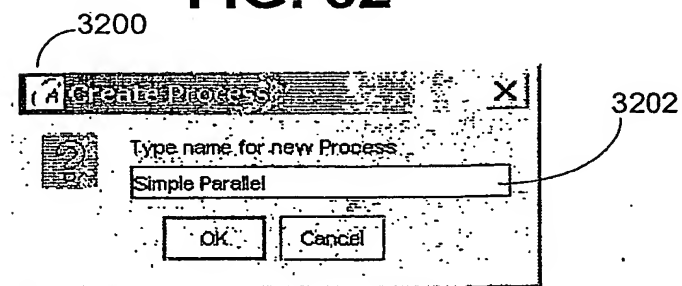 FIG. 32
3200
Create Process
3202
Type name for new Process
Simple Parallel
OK
Cancel